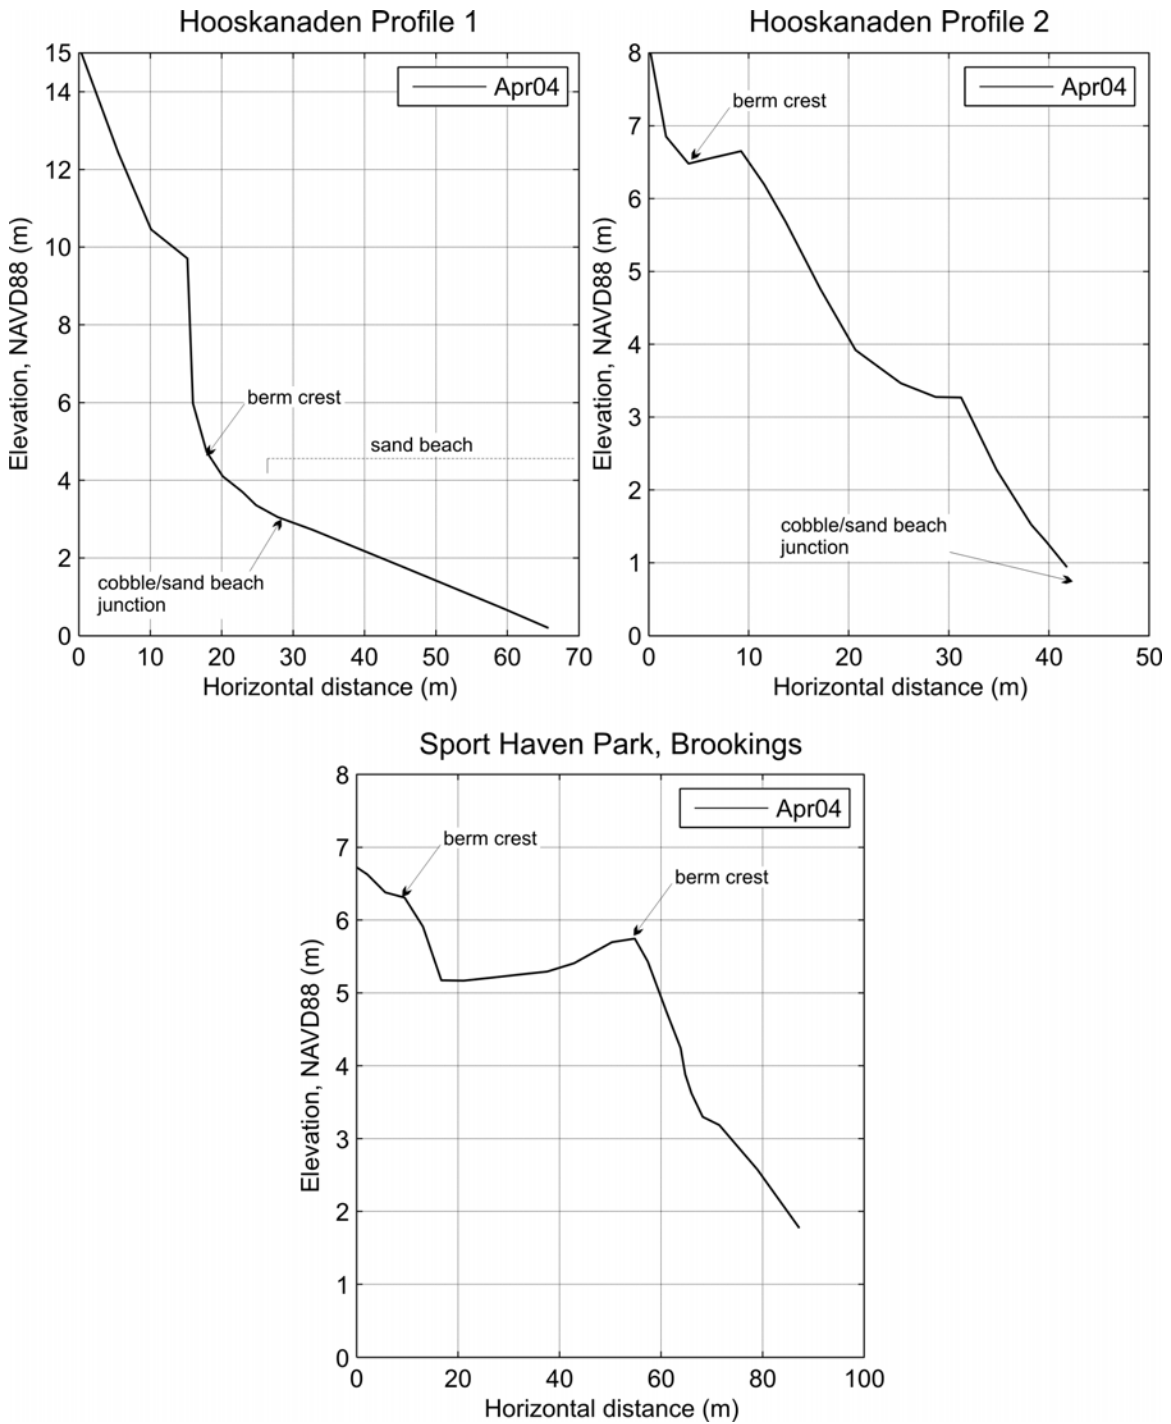 Hooskanaden Profile 1
15
14
12
10
8
6
4
2
0
Elevation, NAVD88 (m)
Apr04
berm crest
sand beach
cobble/sand beach
junction
0 10 20 30 40 50 60 70
Horizontal distance (m)
Hooskanaden Profile 2
8
7
6
5
4
3
2
1
0
Elevation, NAVD88 (m)
Apr04
berm crest
cobble/sand beach
junction
0 10 20 30 40 50
Horizontal distance (m)
Sport Haven Park, Brookings
8
7
6
5
4
3
2
1
0
Elevation, NAVD88 (m)
Apr04
berm crest
berm crest
0 20 40 60 80 100
Horizontal distance (m)